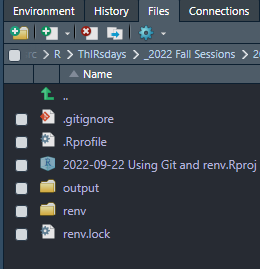 Environment History Files Connections
R > ThIRsdays > _2022 Fall Sessions >
Name
..
.gitignore
.Rprofile
2022-09-22 Using Git and renv.Rproj
output
renv
renv.lock